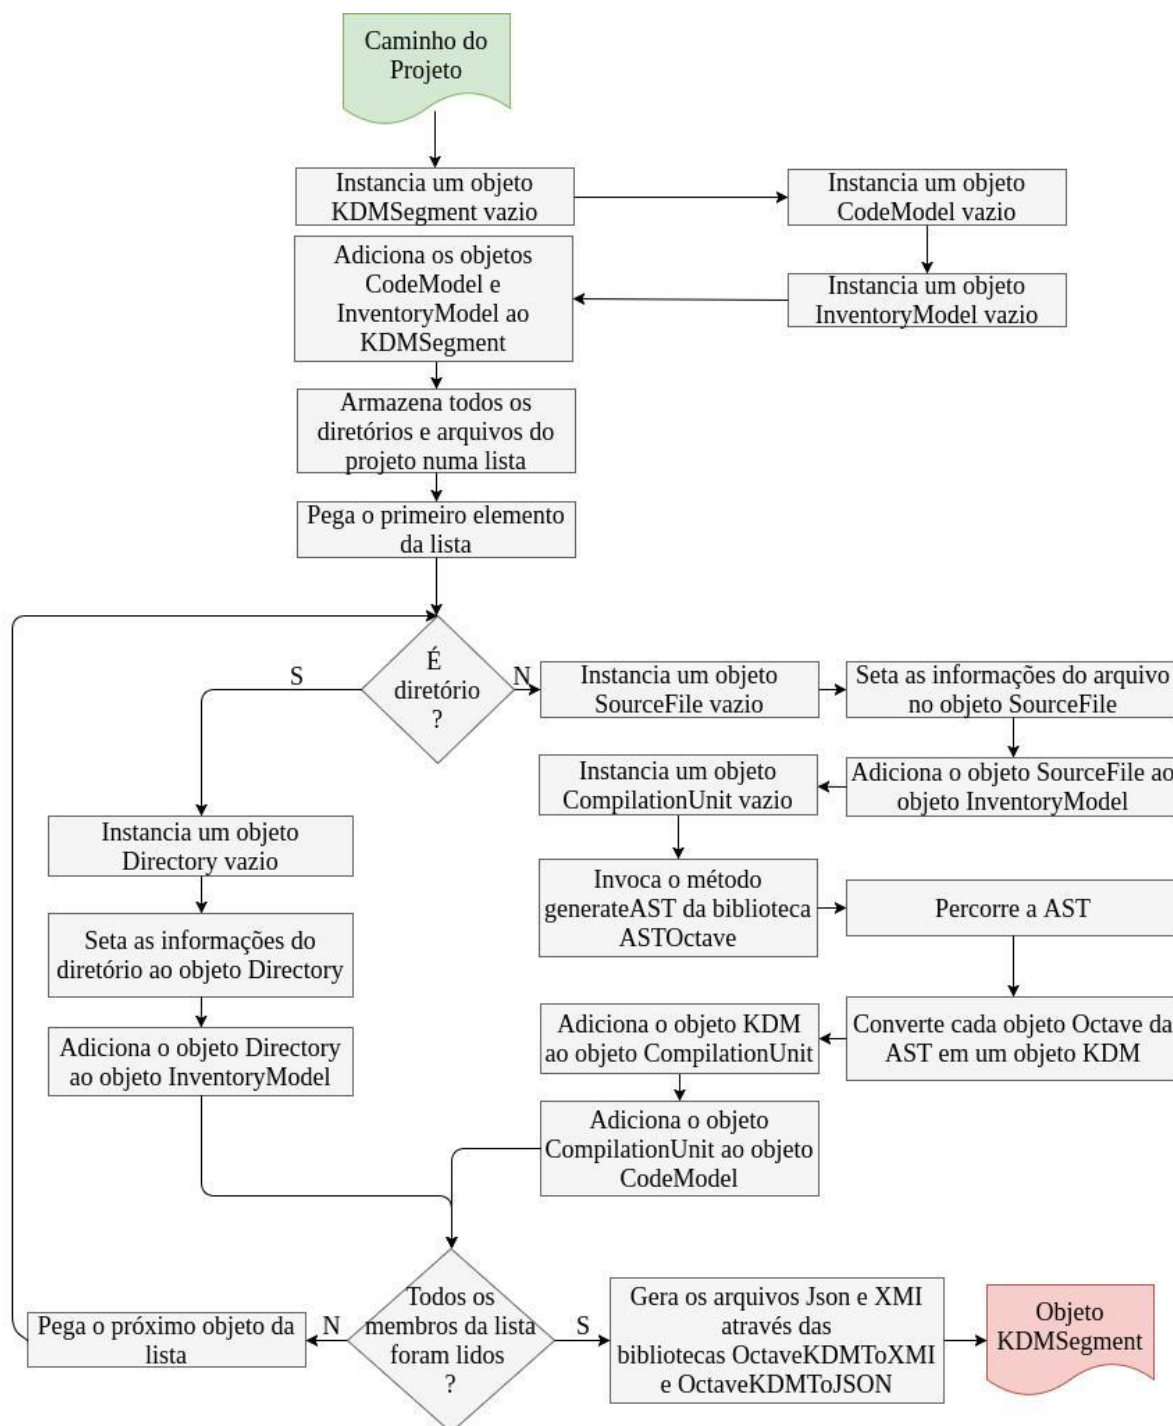 Caminho do
Projeto
Instancia um objeto
KDMSegment vazio
Instancia um objeto
CodeModel vazio
Instancia um objeto
InventoryModel vazio
Adiciona os objetos
CodeModel e
InventoryModel ao
KDMSegment
Armazena todos os
diretórios e arquivos do
projeto numa lista
Pega o primeiro elemento
da lista
É
diretório
?
S
N
Instancia um objeto
SourceFile vazio
Seta as informações do arquivo
no objeto SourceFile
Adiciona o objeto SourceFile ao
objeto InventoryModel
Instancia um objeto
CompilationUnit vazio
Invoca o método
generateAST da biblioteca
ASTOctave
Percorre a AST
Converte cada objeto Octave da
AST em um objeto KDM
Adiciona o objeto KDM
ao objeto CompilationUnit
Adiciona o objeto
CompilationUnit ao objeto
CodeModel
Instancia um objeto
Directory vazio
Seta as informações do
diretório ao objeto Directory
Adiciona o objeto Directory
ao objeto InventoryModel
Todos os
membros da lista
foram lidos
?
N
Pega o próximo objeto da
lista
S
Gera os arquivos Json e XMI
através das
bibliotecas OctaveKDMToXMI
e OctaveKDMToJSON
Objeto
KDMSegment